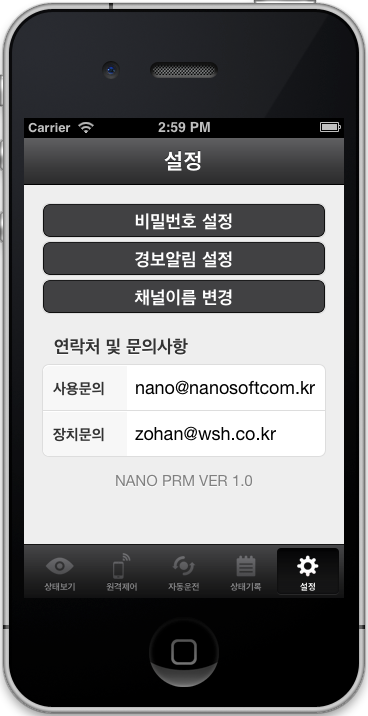 Carrier 2:59 PM
설정
비밀번호 설정
경보알림 설정
채널이름 변경
연락처 및 문의사항
사용문의 nano@nanosoftcom.kr
장치문의 zohan@wsh.co.kr
NANO PRM VER 1.0
상태보기 원격제어 자동운전 상태기록 설정